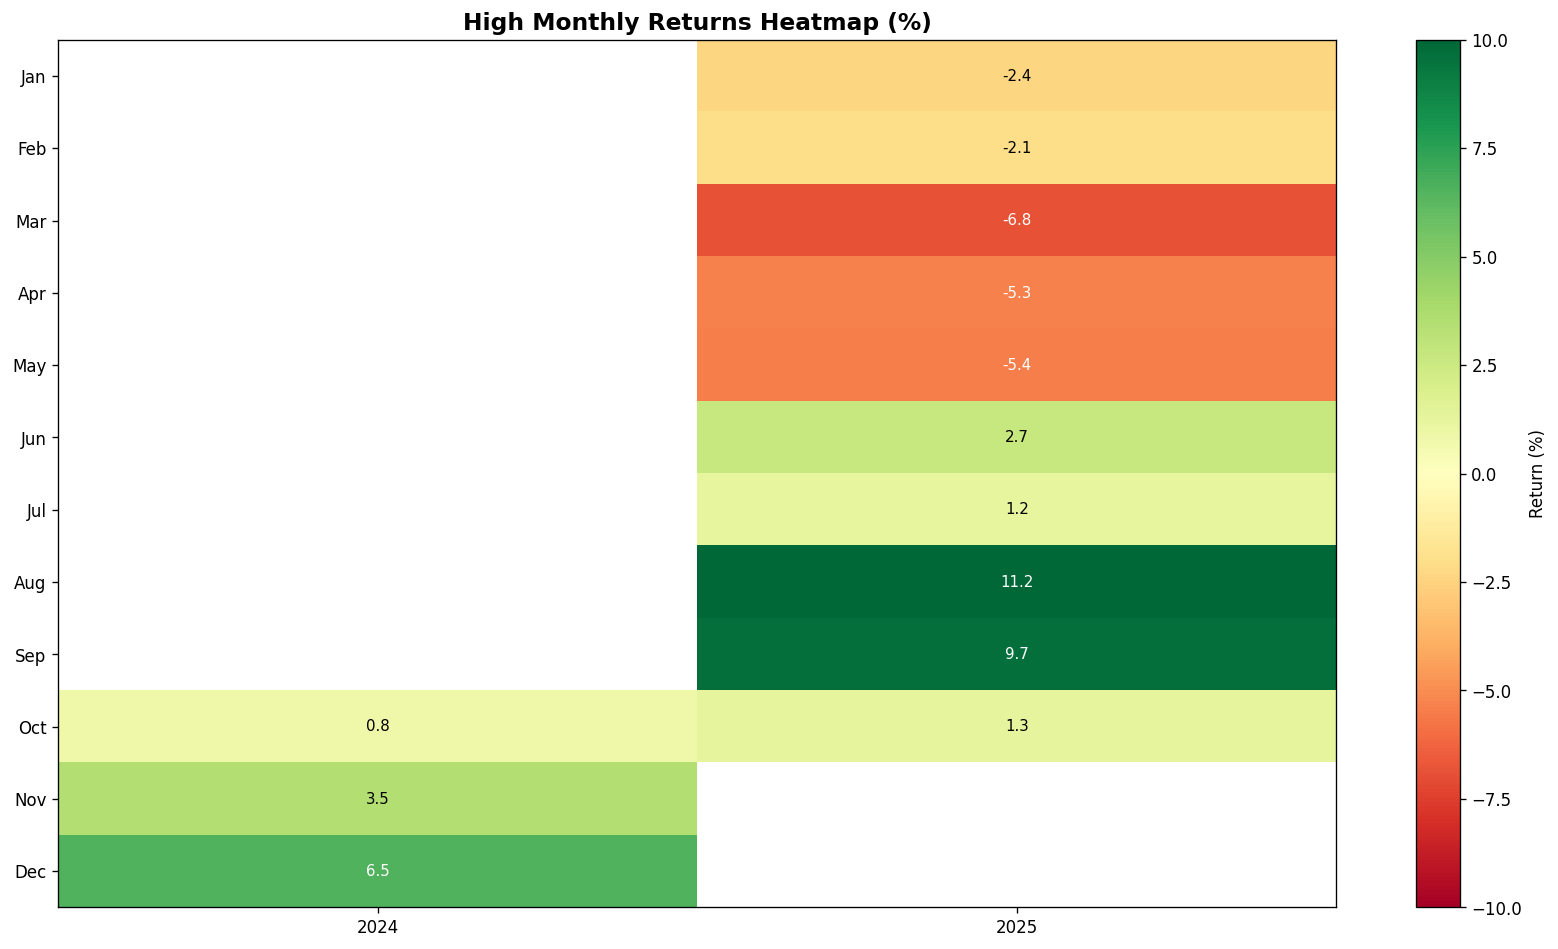 High Monthly Returns Heatmap (%)
Jan
-2.4
Feb
-2.1
Mar
-6.8
Apr
-5.3
May
-5.4
Jun
2.7
Jul
1.2
Aug
11.2
Sep
9.7
Oct
0.8
1.3
Nov
3.5
Dec
6.5
2024
2025
10.0
7.5
5.0
2.5
0.0
−2.5
−5.0
−7.5
−10.0
Return (%)